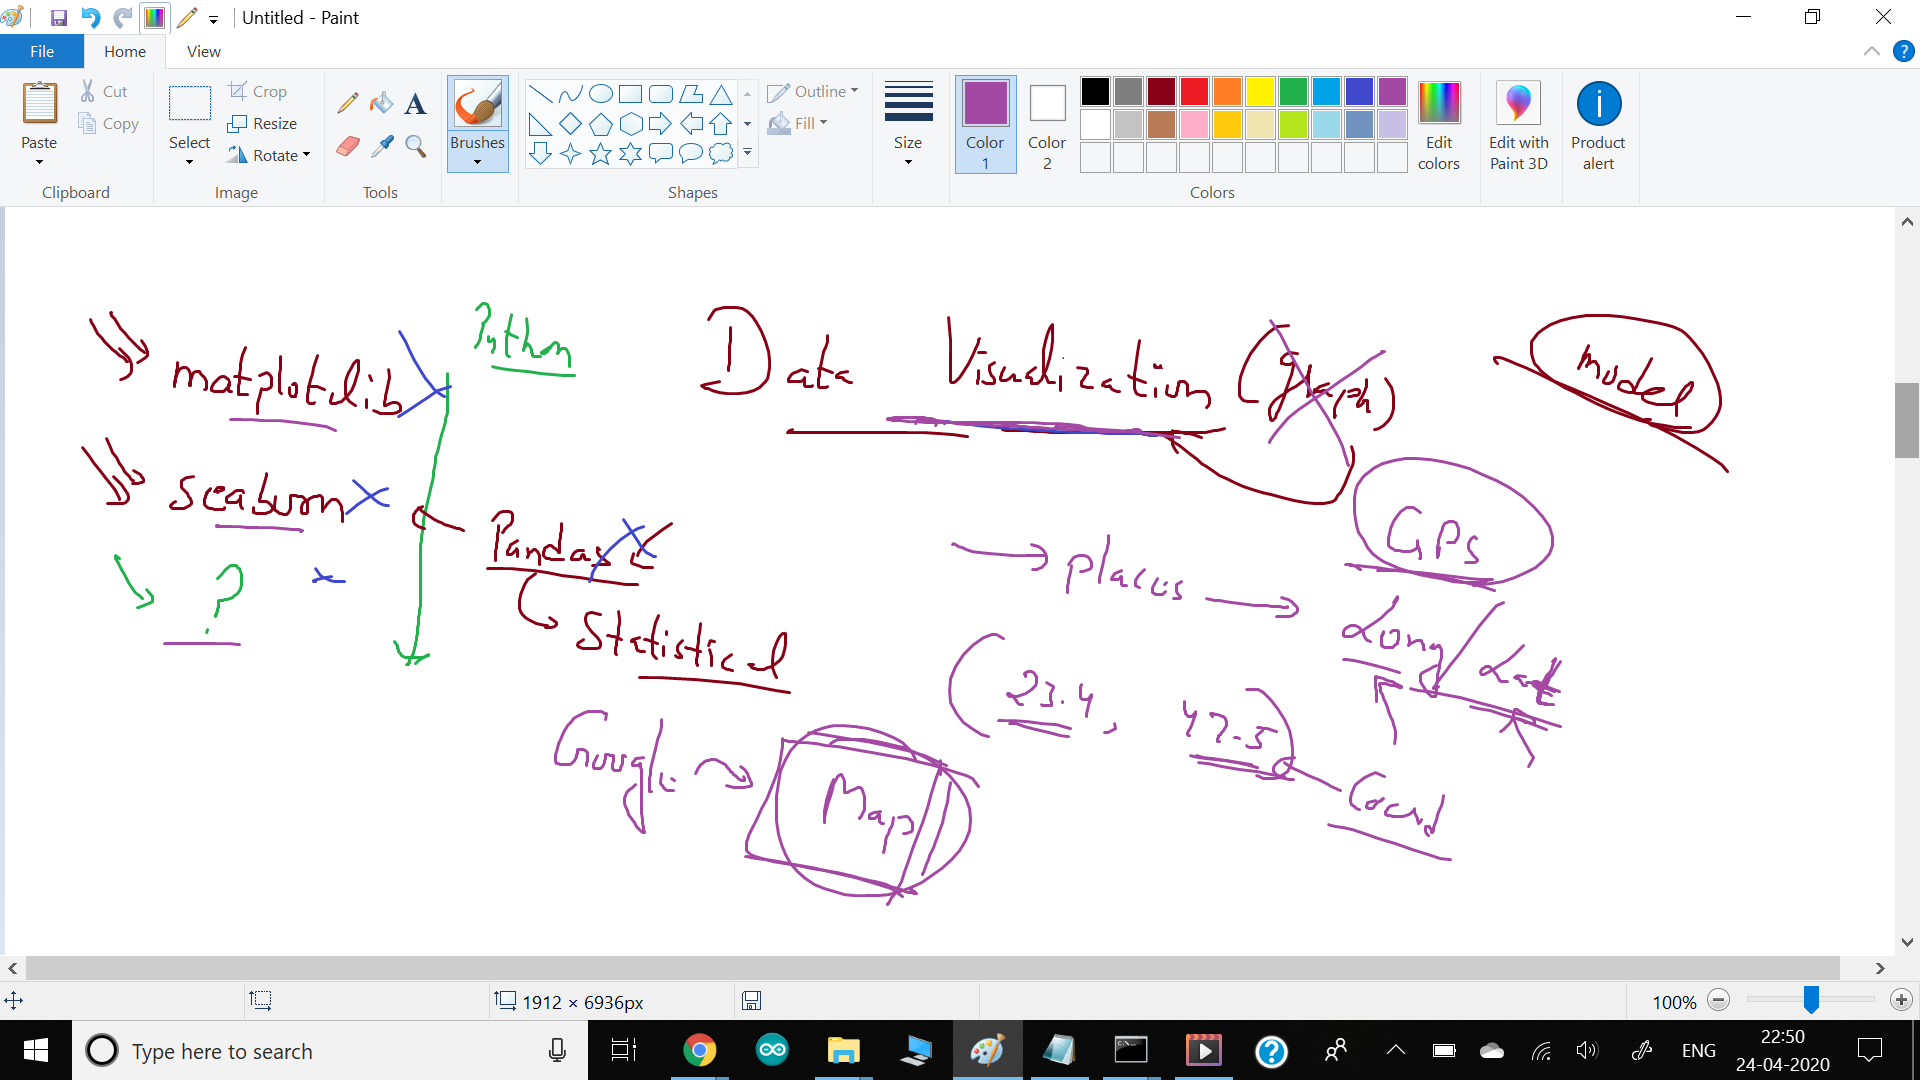 Untitled - Paint
File Home View
Paste
Cut
Copy
Clipboard
Select
Crop
Resize
Rotate
Image
A
Tools
Brushes
Shapes
Outline
Fill
Size
Color 1
Color 2
Colors
Edit colors
Edit with Paint 3D
Product alert
Python
Data Visualization (graph)
model
matplotlib
seaborn
Pandas
?
GPS
places
Long/Lat
Statistical
(23.4, 47.5)
Google
Map
Coord
1912 × 6936px
100%
Type here to search
ENG
22:50
24-04-2020